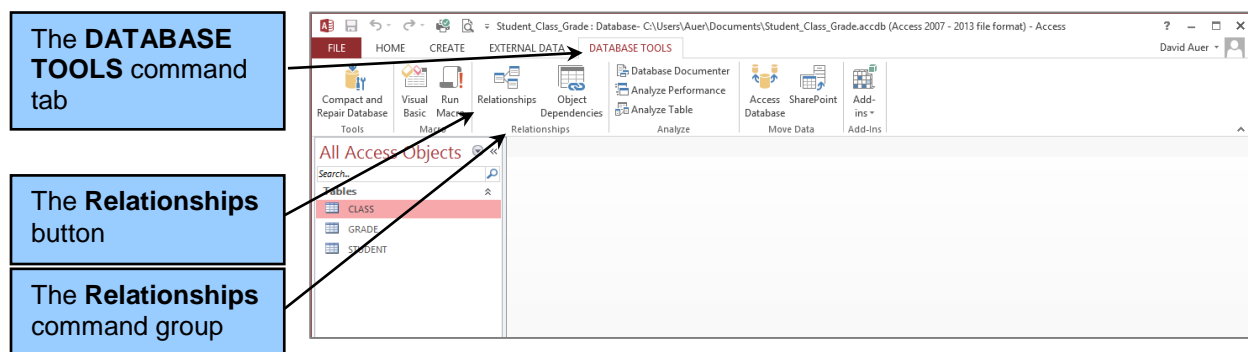 The DATABASE
TOOLS command
tab
The Relationships
button
The Relationships
command group
Student_Class_Grade : Database- C:\Users\Auer\Documents\Student_Class_Grade.accdb (Access 2007 - 2013 file format) - Access
?
FILE HOME CREATE EXTERNAL DATA DATABASE TOOLS David Auer
Compact and
Repair Database
Visual
Basic
Run
Macro
Relationships
Object
Dependencies
Database Documenter
Analyze Performance
Analyze Table
Access
Database
SharePoint
Add-
ins
Tools Macro Relationships Analyze Move Data Add-Ins
All Access Objects
Search..
Tables
CLASS
GRADE
STUDENT